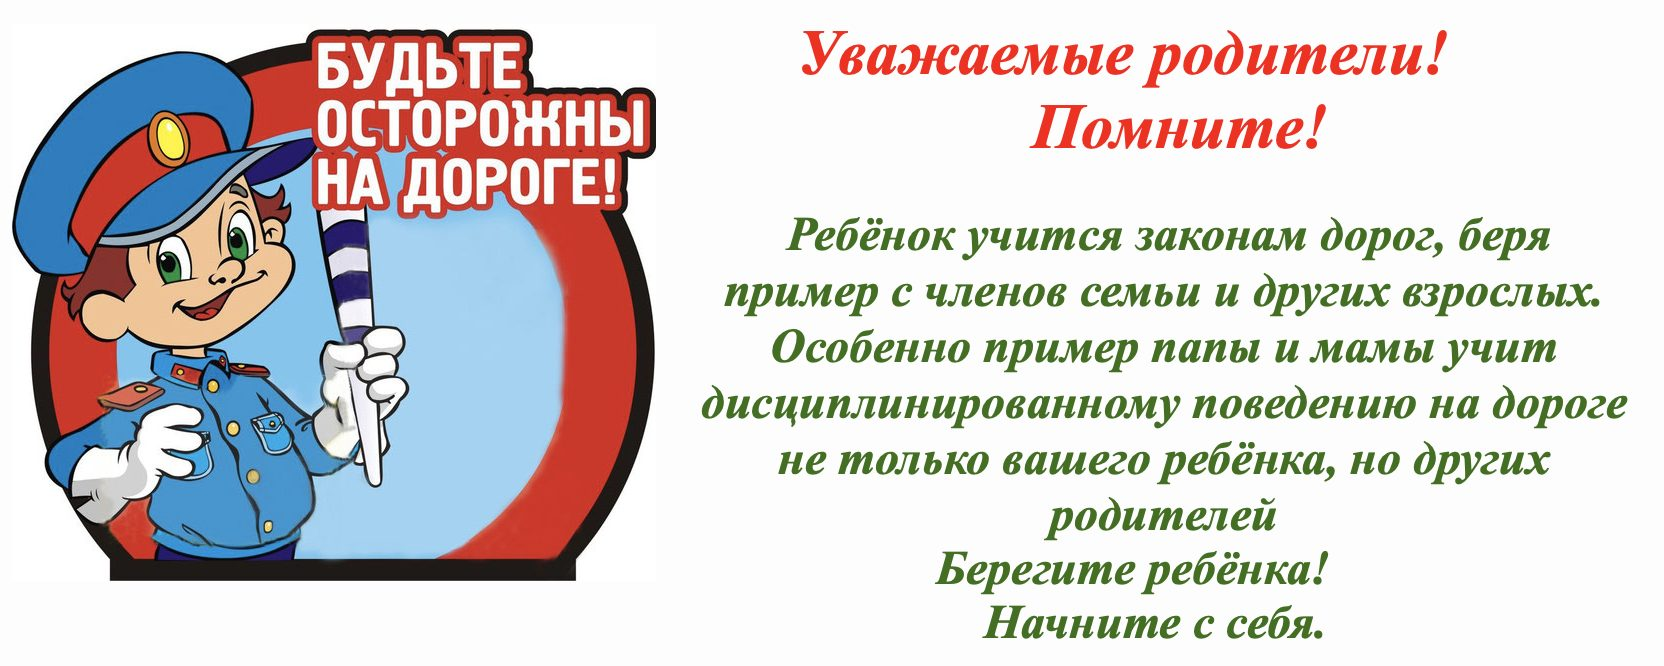 БУДЬТЕ
ОСТОРОЖНЫ
НА ДОРОГЕ!
Уважаемые родители!
Помните!
Ребёнок учится законам дорог, беря
пример с членов семьи и других взрослых.
Особенно пример папы и мамы учит
дисциплинированному поведению на дороге
не только вашего ребёнка, но других
родителей
Берегите ребёнка!
Начните с себя.